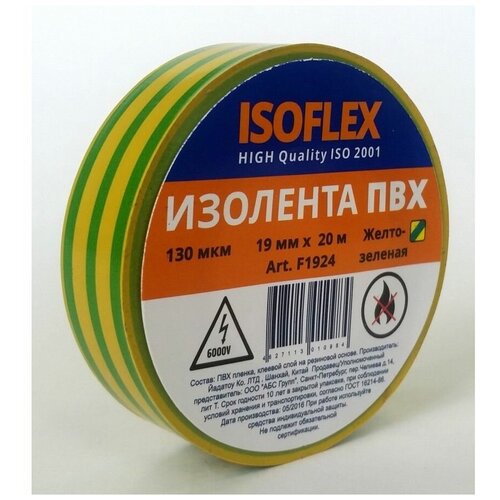 ISOFLEX
HIGH Quality ISO 2001
ИЗОЛЕНТА ПВХ
130 мкм
19 мм x 20 м
Желто-
зеленая
Art. F1924
6000V
4627113010984
Состав: ПВХ пленка, клеевой слой на резиновой основе. Производитель:
Йадатоу Ко. ЛТД , Шанхай, Китай Продавец/Уполномоченный
представитель: ООО "АБС Групп", Санкт-Петербург, пер.Челиева д.14,
лит Т. Срок годности 10 лет в закрытой упаковке, при соблюдении
условий хранения и транспортировки, согласно ГОСТ 16214-86.
Дата производства: 05/2016 При работе используйте
средства индивидуальной защиты.
Не подлежит обязательной
сертификации.